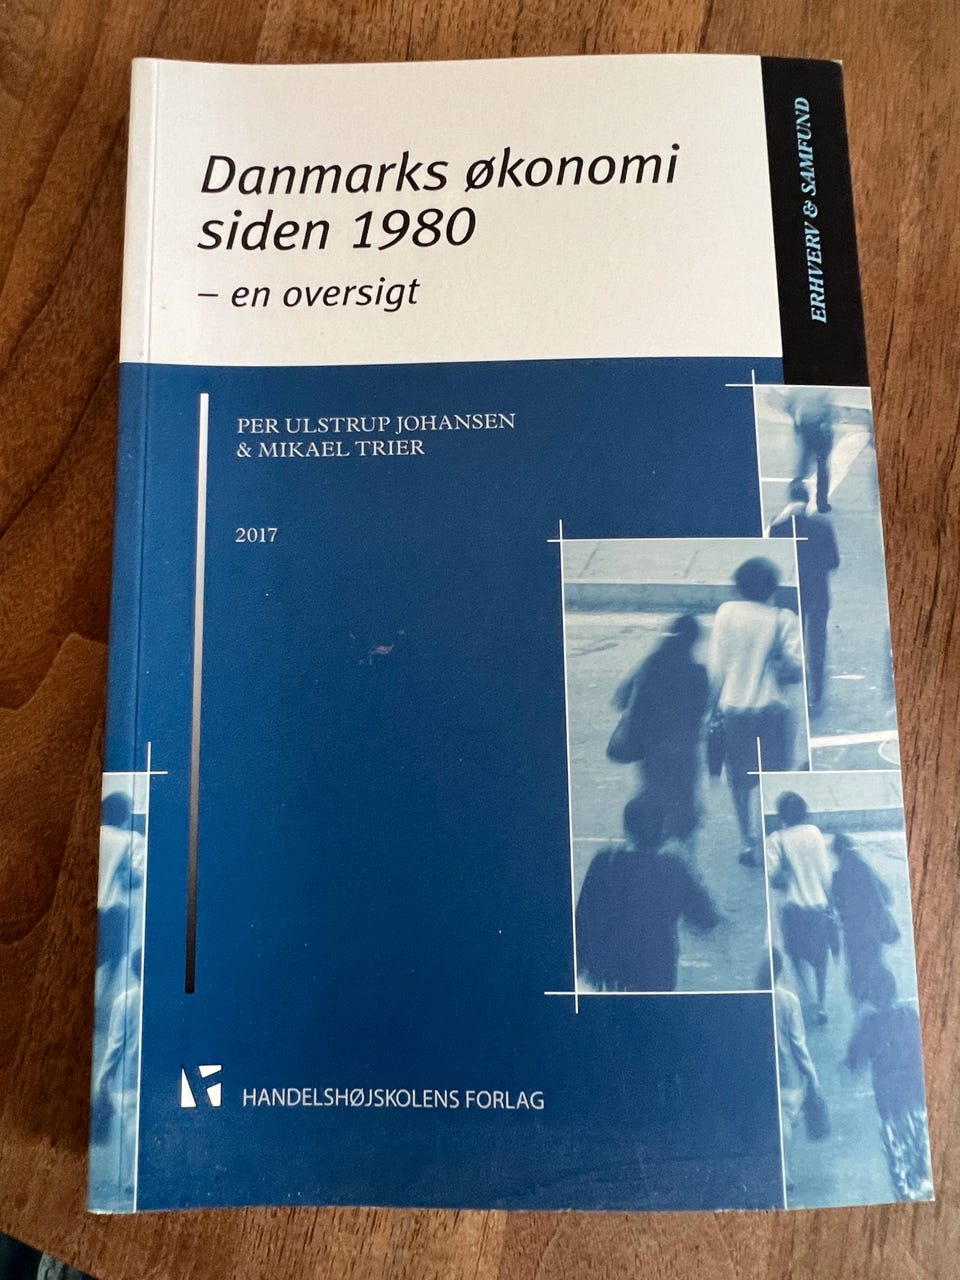 Danmarks økonomi
siden 1980
– en oversigt
ERHVERV & SAMFUND
PER ULSTRUP JOHANSEN
& MIKAEL TRIER
2017
HANDELSHØJSKOLENS FORLAG